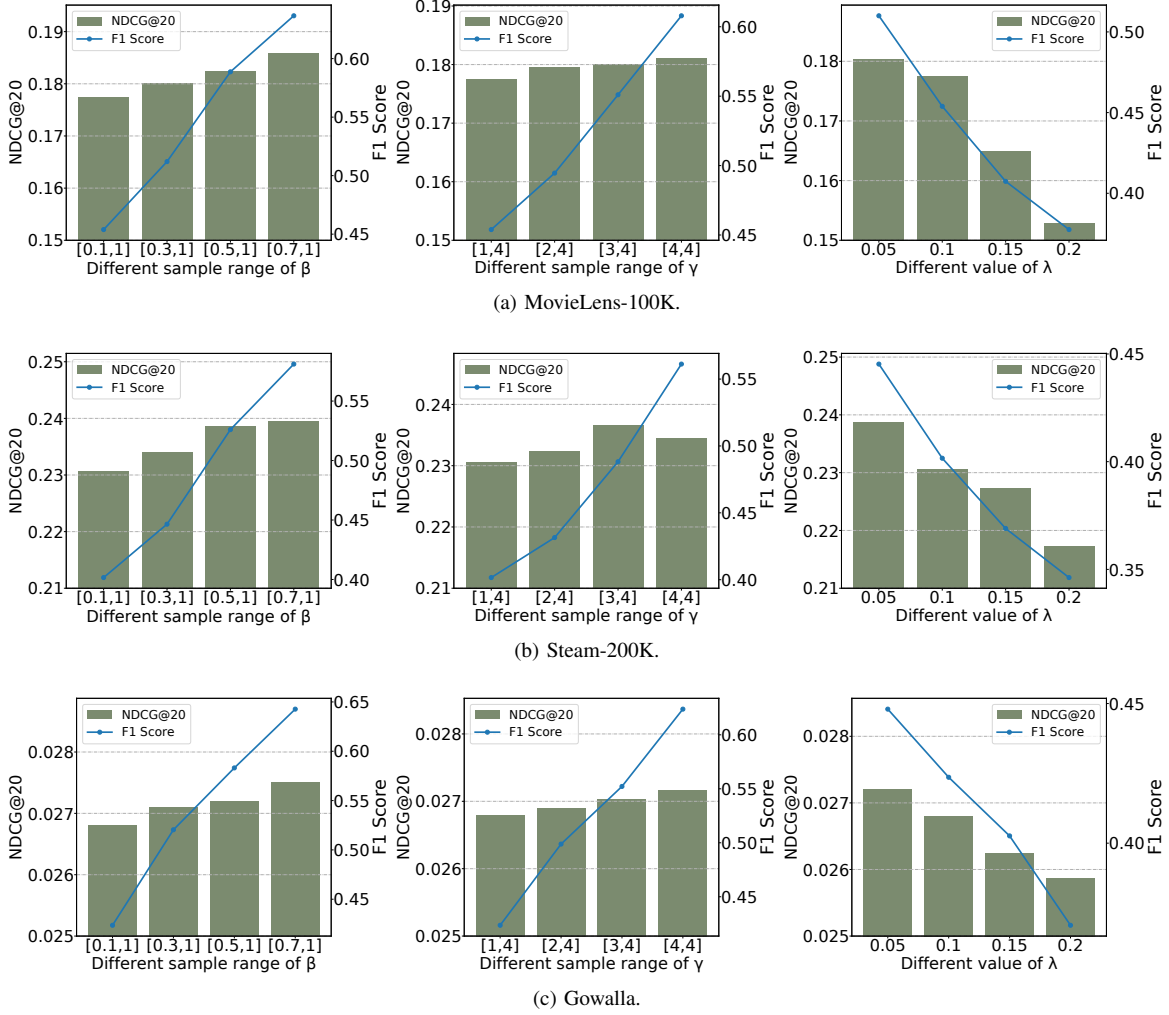 NDCG@20
F1 Score
0.19
0.18
0.17
0.16
0.15
NDCG@20
0.60
0.55
0.50
0.45
F1 Score
[0.1,1] [0.3,1] [0.5,1] [0.7,1]
Different sample range of β
NDCG@20
F1 Score
0.19
0.18
0.17
0.16
0.15
NDCG@20
0.60
0.55
0.50
0.45
F1 Score
[1,4] [2,4] [3,4] [4,4]
Different sample range of γ
NDCG@20
F1 Score
0.18
0.17
0.16
0.15
NDCG@20
0.50
0.45
0.40
F1 Score
0.05 0.1 0.15 0.2
Different value of λ
(a) MovieLens-100K.
NDCG@20
F1 Score
0.25
0.24
0.23
0.22
0.21
NDCG@20
0.55
0.50
0.45
0.40
F1 Score
[0.1,1] [0.3,1] [0.5,1] [0.7,1]
Different sample range of β
NDCG@20
F1 Score
0.24
0.23
0.22
0.21
NDCG@20
0.55
0.50
0.45
0.40
F1 Score
[1,4] [2,4] [3,4] [4,4]
Different sample range of γ
NDCG@20
F1 Score
0.25
0.24
0.23
0.22
0.21
NDCG@20
0.45
0.40
0.35
F1 Score
0.05 0.1 0.15 0.2
Different value of λ
(b) Steam-200K.
NDCG@20
F1 Score
0.028
0.027
0.026
0.025
NDCG@20
0.65
0.60
0.55
0.50
0.45
F1 Score
[0.1,1] [0.3,1] [0.5,1] [0.7,1]
Different sample range of β
NDCG@20
F1 Score
0.028
0.027
0.026
0.025
NDCG@20
0.60
0.55
0.50
0.45
F1 Score
[1,4] [2,4] [3,4] [4,4]
Different sample range of γ
NDCG@20
F1 Score
0.028
0.027
0.026
0.025
NDCG@20
0.45
0.40
F1 Score
0.05 0.1 0.15 0.2
Different value of λ
(c) Gowalla.